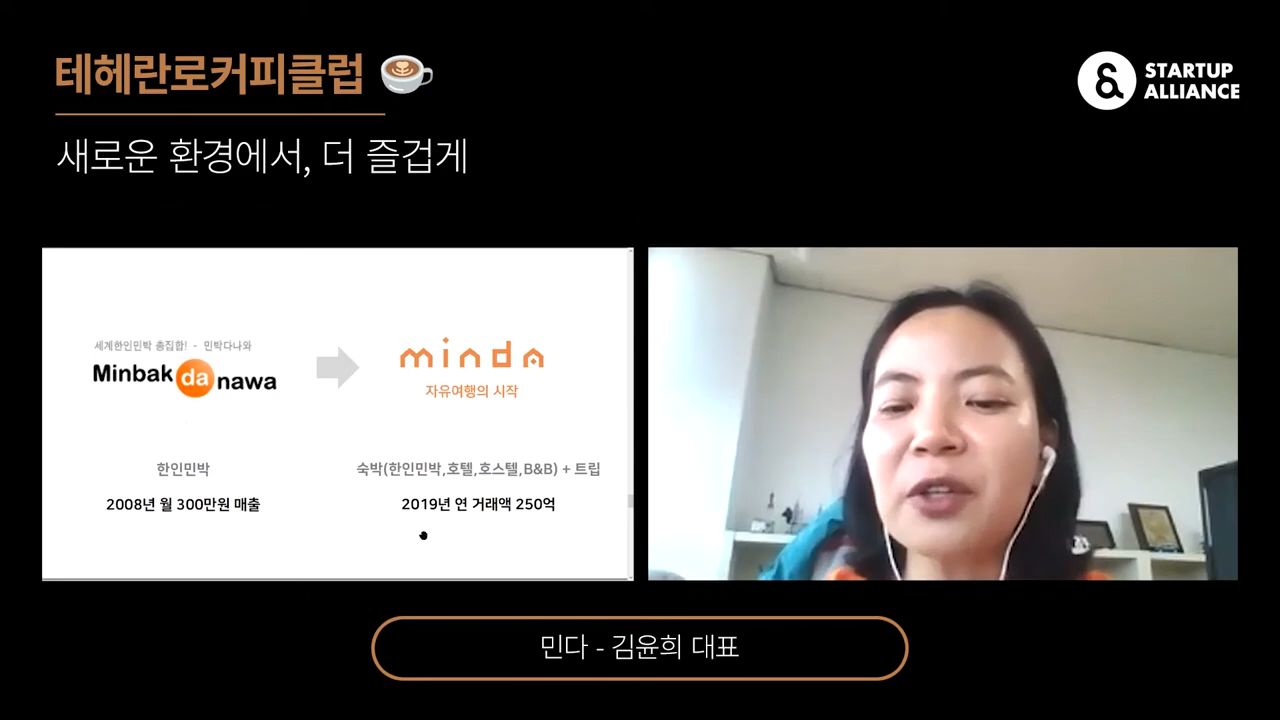 테헤란로커피클럽
STARTUP
ALLIANCE
새로운 환경에서, 더 즐겁게
세계한인민박 총집합! - 민박다나와
Minbak da nawa
minda
자유여행의 시작
한인민박
2008년 월 300만원 매출
숙박(한인민박,호텔,호스텔,B&B) + 트립
2019년 연 거래액 250억
민다 - 김윤희 대표